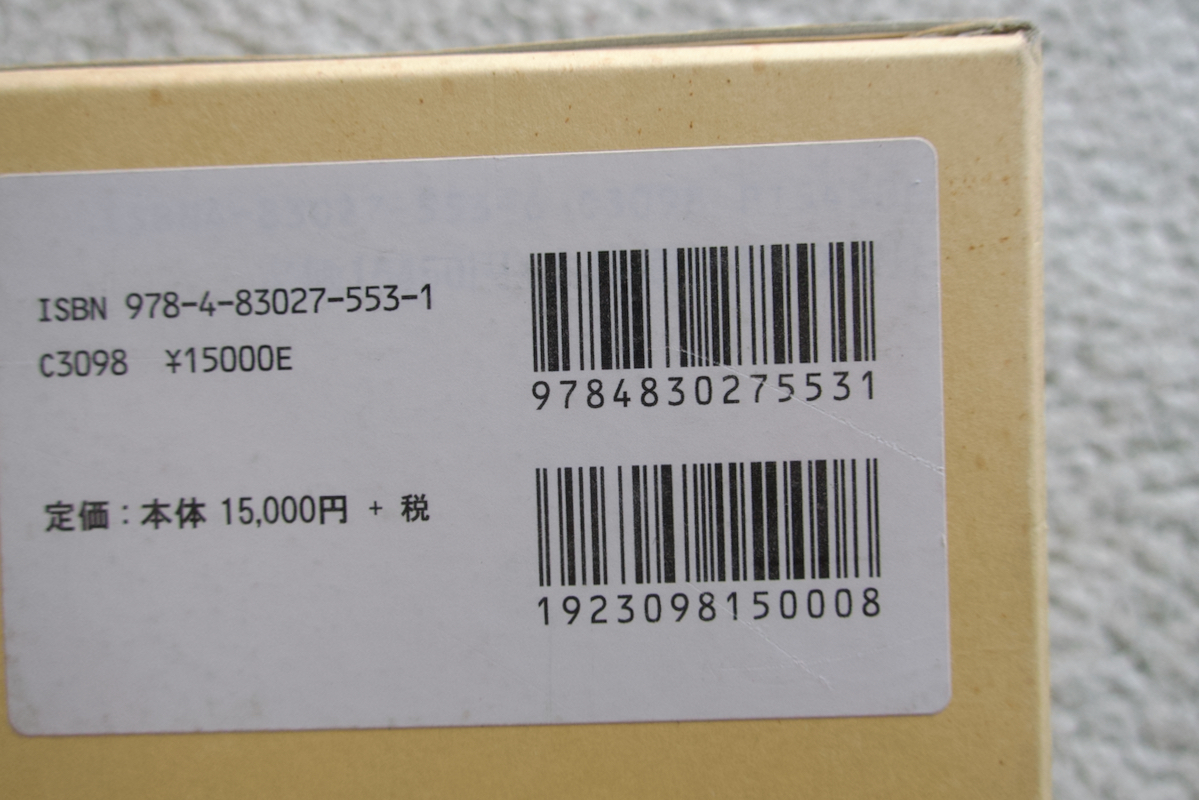 ISBN 978-4-83027-553-1
C3098 ¥15000E
定価：本体 15,000円 + 税
9784830275531
1923098150008